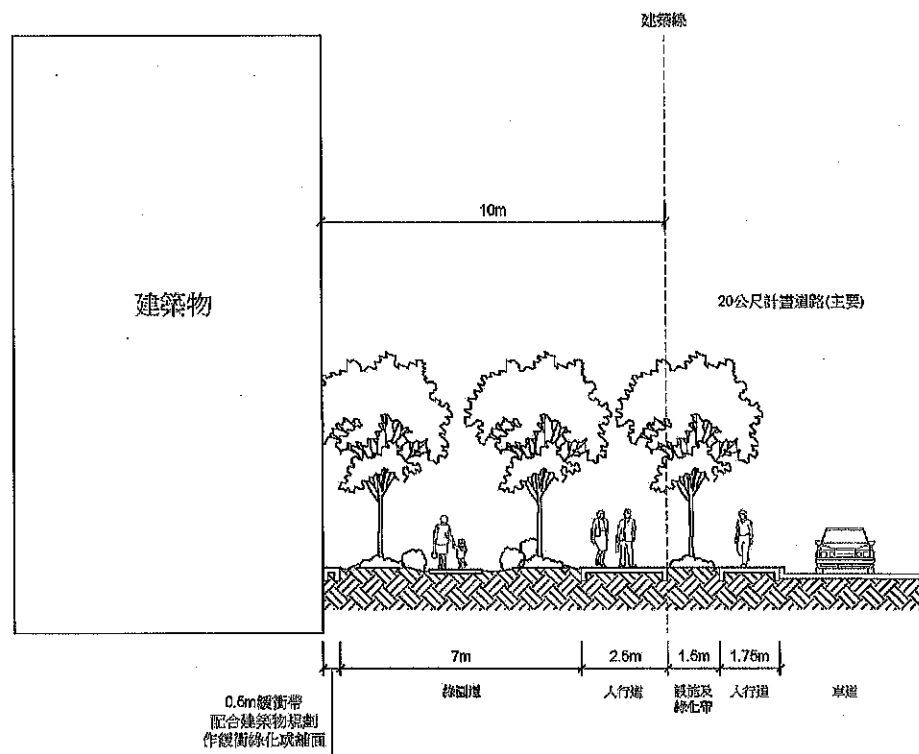 建築線
10m
建築物
20公尺計畫道路(主要)
7m
2.5m
1.5m
1.75m
綠園道
人行道
設施及
綠化帶
人行道
車道
0.5m緩衝帶
配合建築物規劃
作緩衝綠化或鋪面